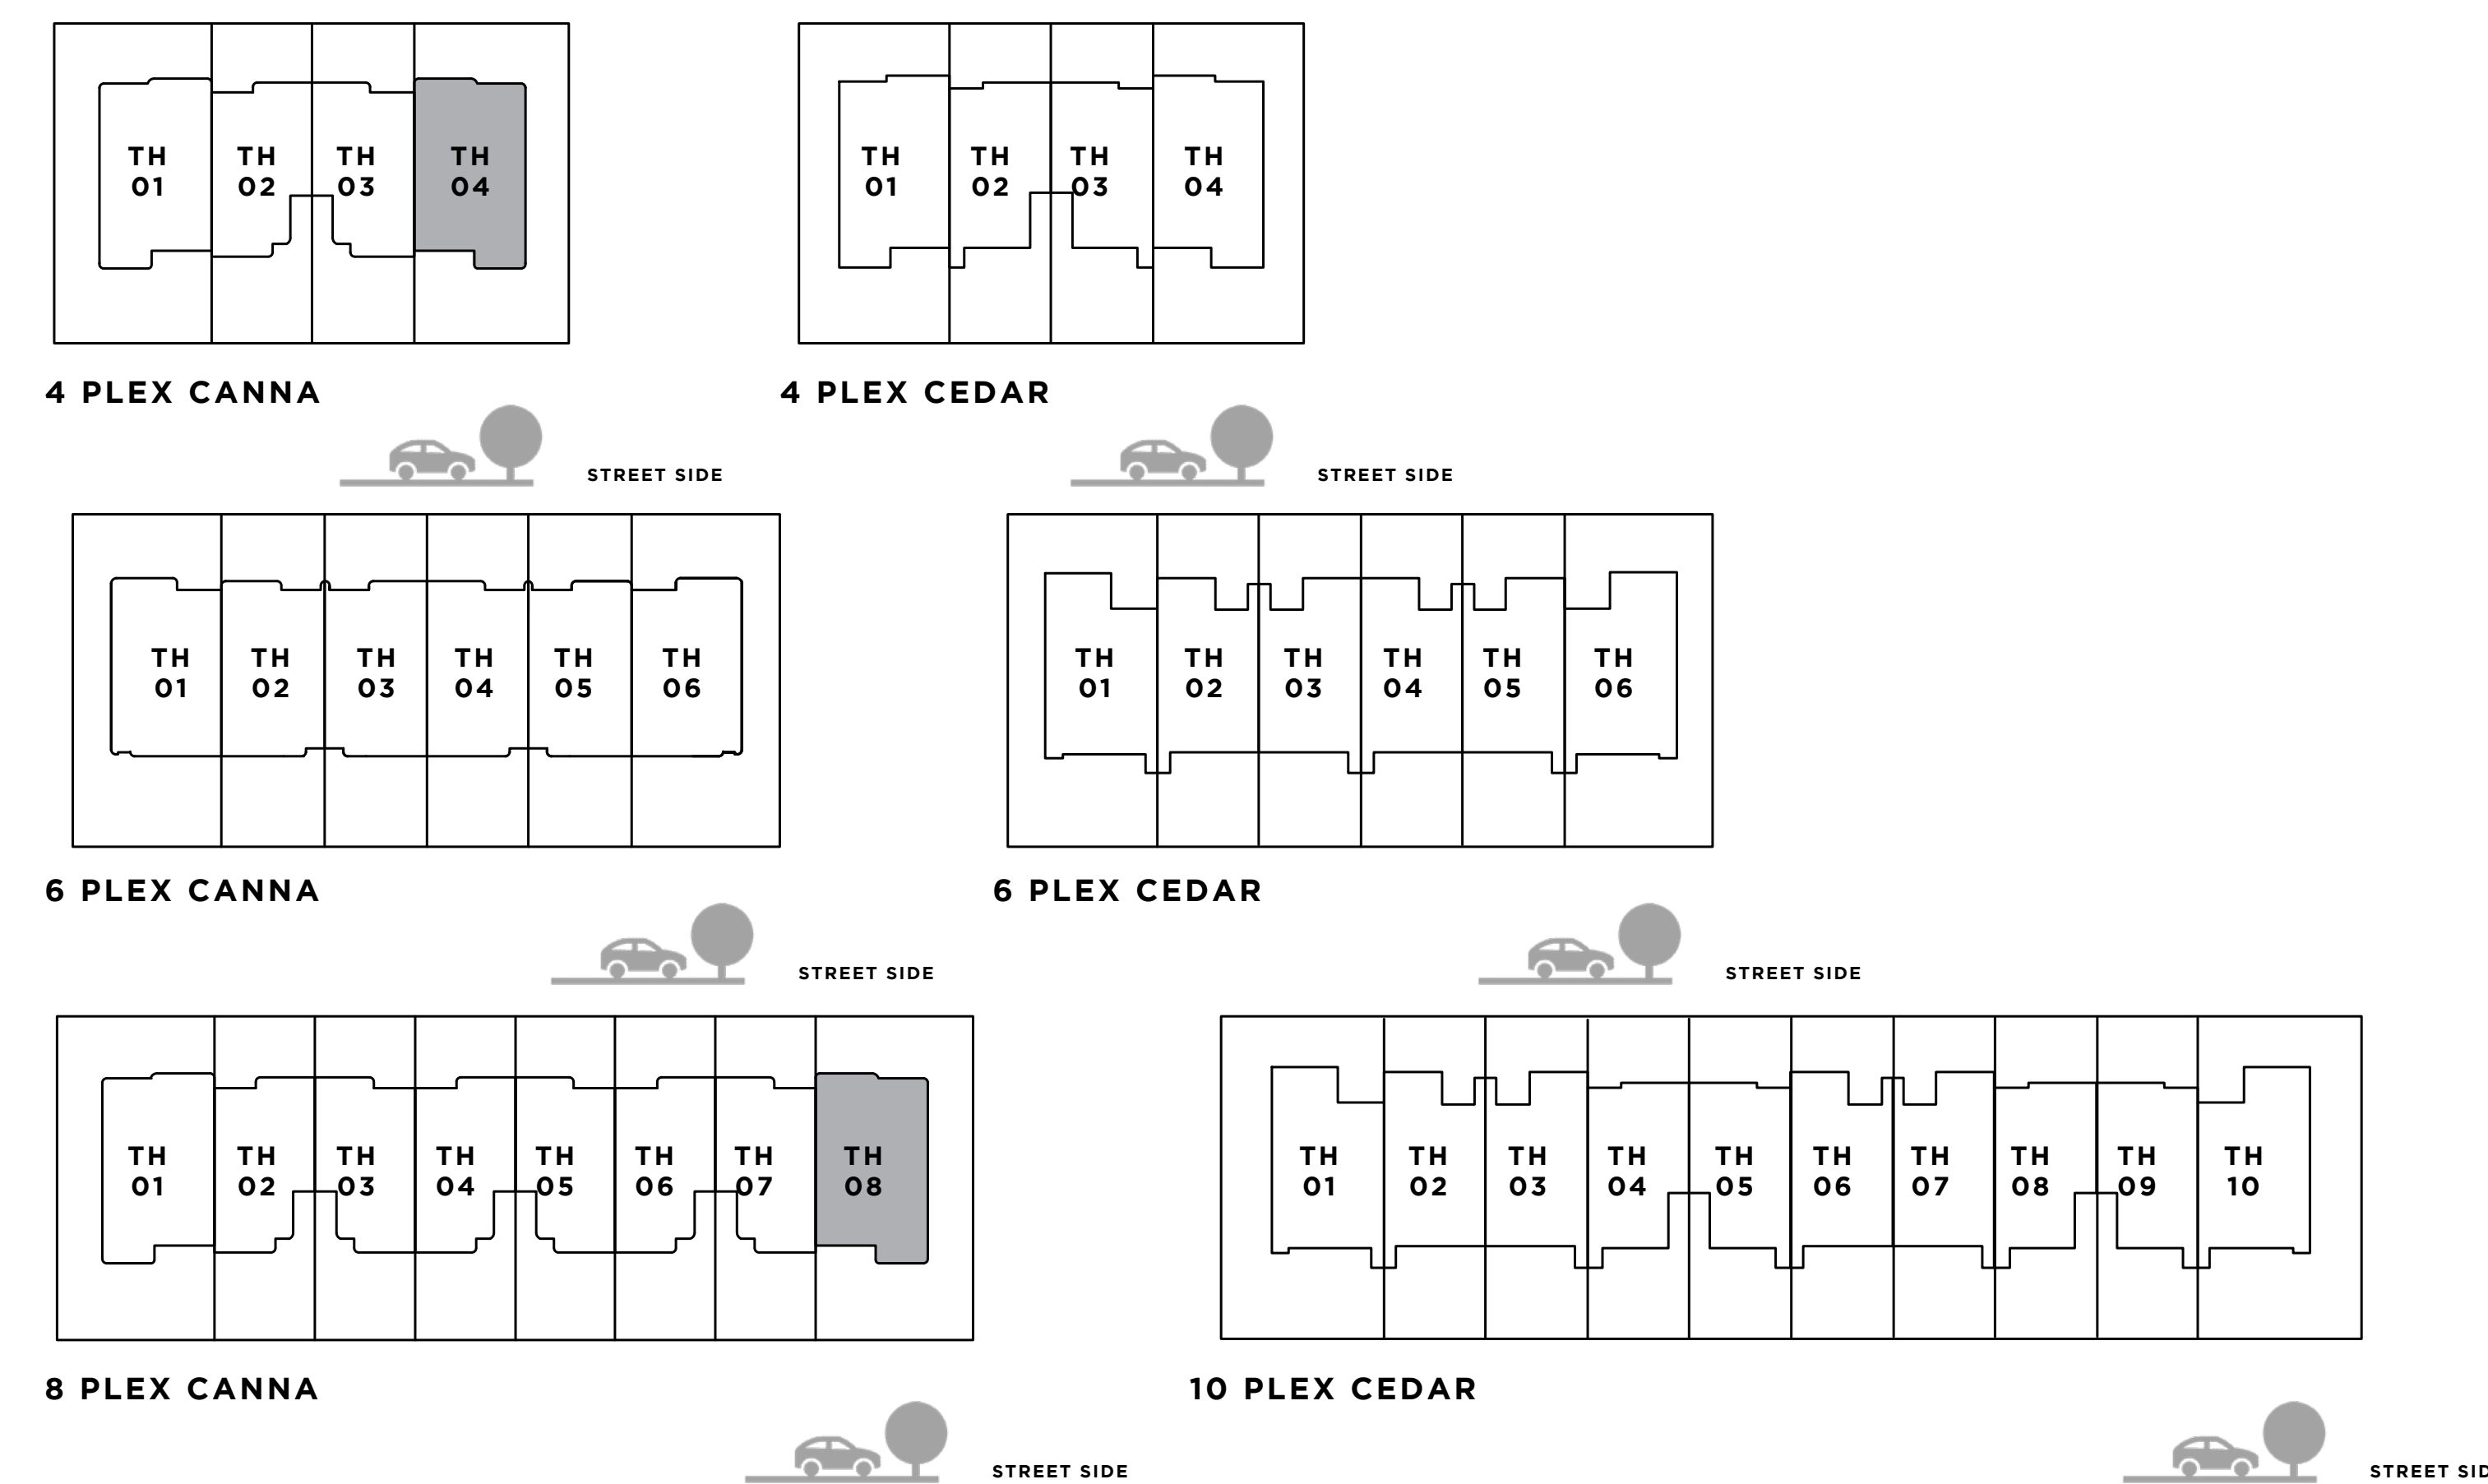 TH TH TH TH
01 02 03 04
TH TH TH TH
01 02 03 04
4 PLEX CANNA
4 PLEX CEDAR
STREET SIDE
STREET SIDE
TH TH TH TH TH TH
01 02 03 04 05 06
TH TH TH TH TH TH
01 02 03 04 05 06
6 PLEX CANNA
6 PLEX CEDAR
STREET SIDE
STREET SIDE
TH TH TH TH TH TH TH TH
01 02 03 04 05 06 07 08
TH TH TH TH TH TH TH TH TH TH
01 02 03 04 05 06 07 08 09 10
8 PLEX CANNA
10 PLEX CEDAR
STREET SIDE
STREET SID